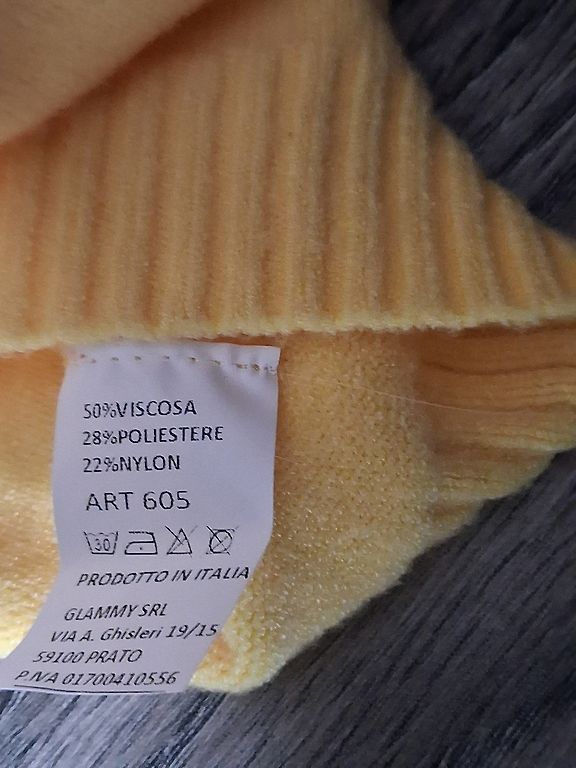 50%VISCOSA
28%POLIESTERE
22%NYLON
ART 605
30
PRODOTTO IN ITALIA
GLAMMY SRL
VIA A. Ghisleri 19/15
59100 PRATO
P.IVA 01700410556